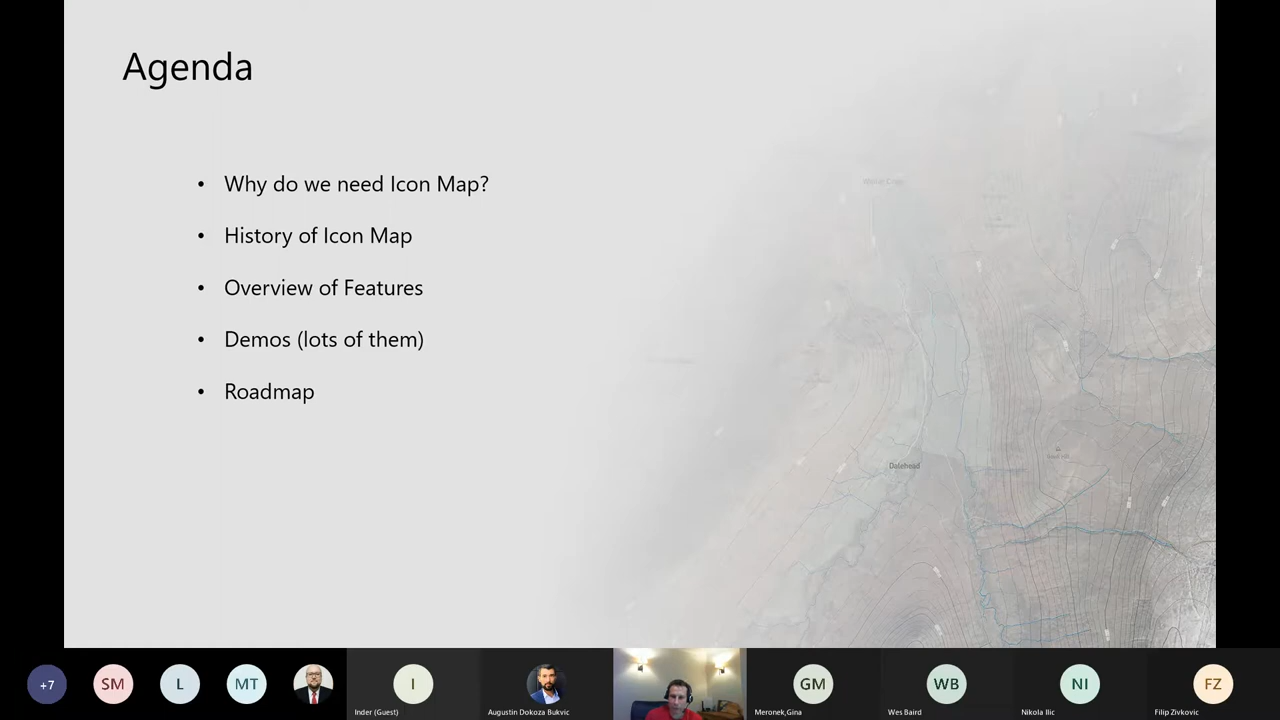 Agenda
• Why do we need Icon Map?
• History of Icon Map
• Overview of Features
• Demos (lots of them)
• Roadmap
Dalehead
+7
SM
L
MT
I
GM
WB
NI
FZ
Inder (Guest)
Augustin Dokoza Bukvic
Meronek,Gina
Wes Baird
Nikola Ilic
Filip Zivkovic